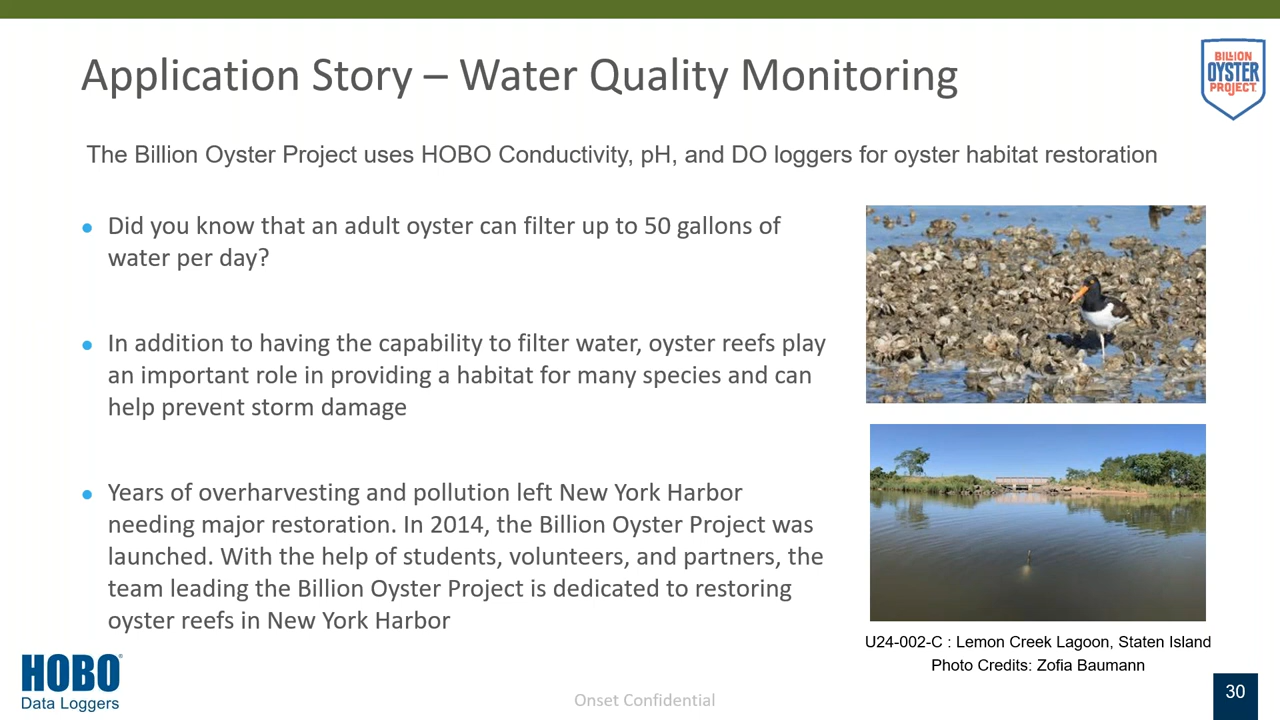 Application Story – Water Quality Monitoring
BILLION
OYSTER
PROJECT
The Billion Oyster Project uses HOBO Conductivity, pH, and DO loggers for oyster habitat restoration
Did you know that an adult oyster can filter up to 50 gallons of
water per day?
In addition to having the capability to filter water, oyster reefs play
an important role in providing a habitat for many species and can
help prevent storm damage
Years of overharvesting and pollution left New York Harbor
needing major restoration. In 2014, the Billion Oyster Project was
launched. With the help of students, volunteers, and partners, the
team leading the Billion Oyster Project is dedicated to restoring
oyster reefs in New York Harbor
U24-002-C : Lemon Creek Lagoon, Staten Island
Photo Credits: Zofia Baumann
HOBO®
Data Loggers
Onset Confidential
30